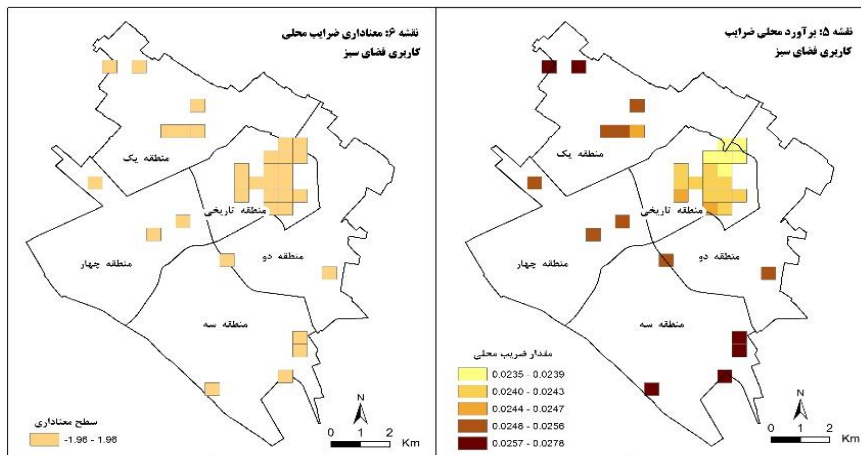 نقشه ۵: برآورد محلی ضرایب
کاربری فضای سبز
منطقه یک
منطقه تاریخی
منطقه چهار
منطقه دو
منطقه سه
مقدار ضریب محلی
0.0235 - 0.0239
0.0240 - 0.0243
0.0244 - 0.0247
0.0248 - 0.0256
0.0257 - 0.0278
N
0 1 2
Km
نقشه ۶: معناداری ضرایب محلی
کاربری فضای سبز
منطقه یک
منطقه تاریخی
منطقه چهار
منطقه دو
منطقه سه
سطح معناداری
-1.96 - 1.96
N
0 1 2
Km